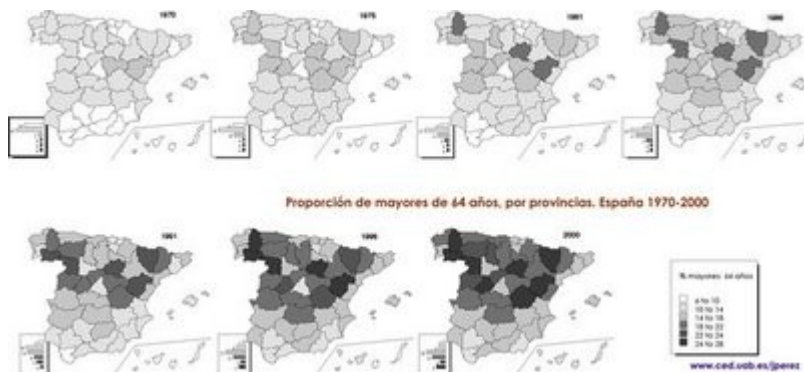 1970
1975
1981
1986
Proporción de mayores de 64 años, por provincias. España 1970-2000
1991
1996
2000
% mayores 64 años
6 to 10
10 to 14
14 to 18
18 to 22
22 to 24
24 to 28
www.ced.uab.es/jperez